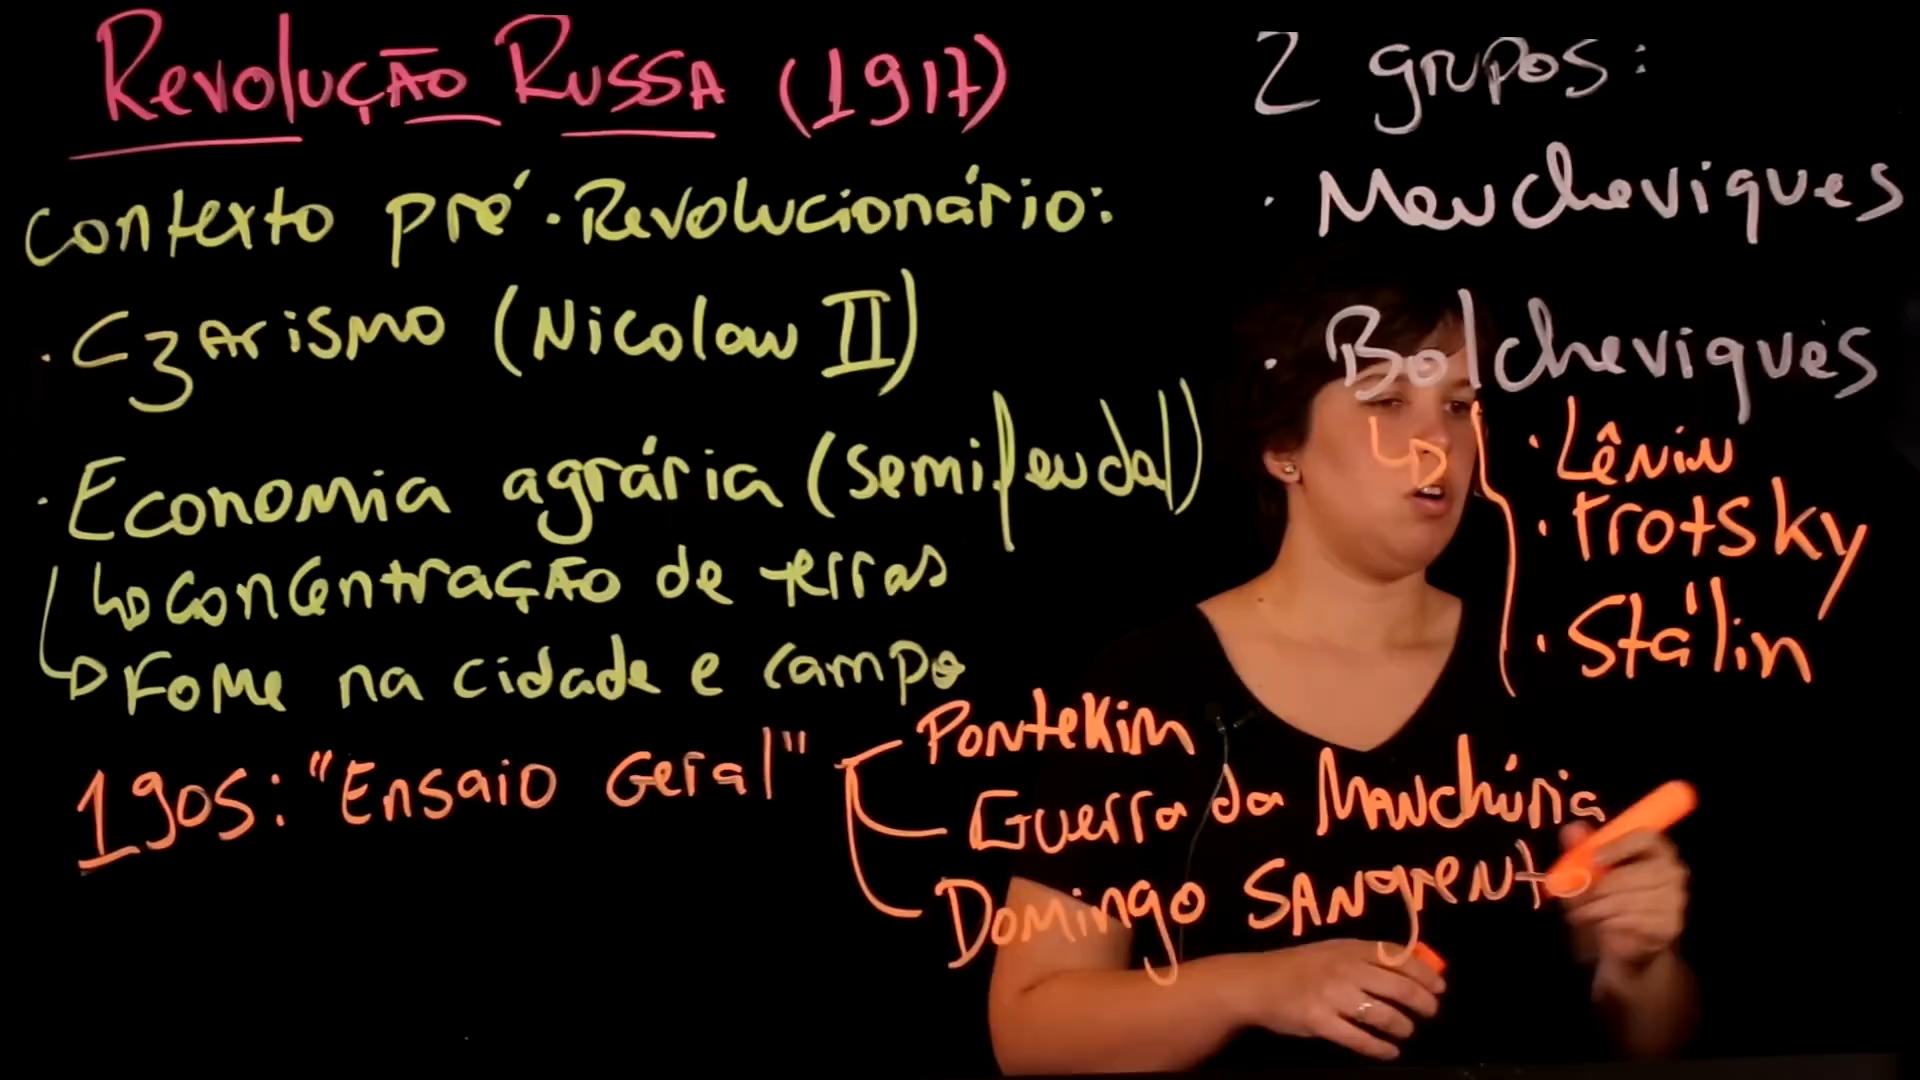 Revolução Russa (1917)
Contexto pré-Revolucionário:
· Czarismo (Nicolau II)
· Economia agrária (semifeudal)
↳ Concentração de terras
↳ Fome na cidade e campo
1905: "Ensaio Geral"
Pontekim
Guerra da Manchúria
Domingo Sangrento
2 grupos:
· Mencheviques
· Bolcheviques
· Lênin
· Trotsky
· Stálin